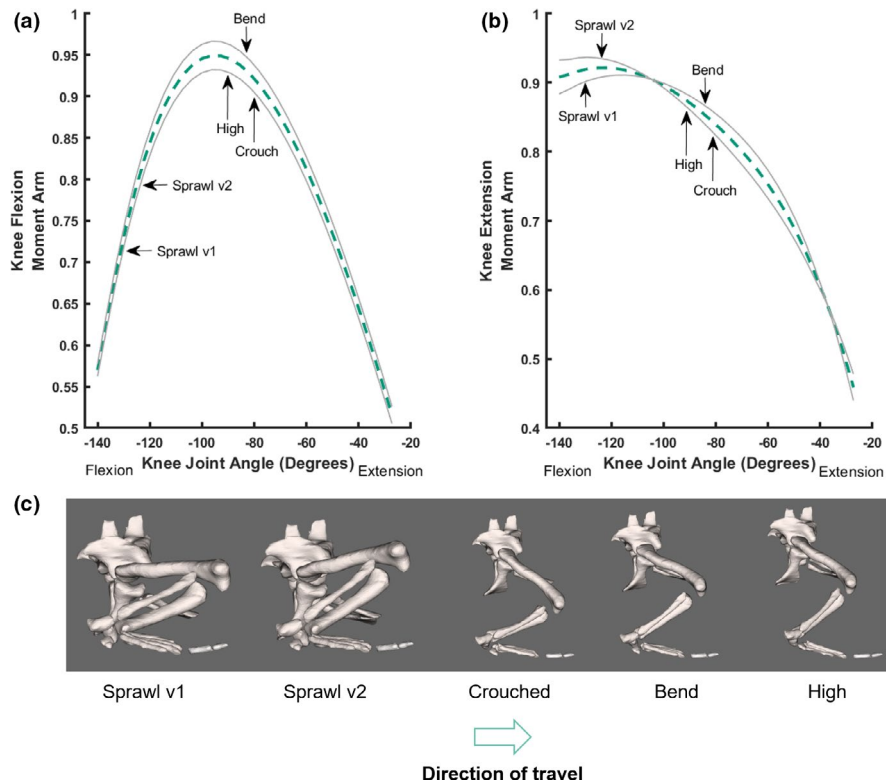 (a)
1
0.95
0.9
0.85
0.8
0.75
0.7
0.65
0.6
0.55
0.5
Knee Flexion
Moment Arm
Bend
High
Crouch
Sprawl v2
Sprawl v1
-140 -120 -100 -80 -60 -40 -20
Flexion Knee Joint Angle (Degrees) Extension
(b)
1
0.9
0.8
0.7
0.6
0.5
0.4
Knee Extension
Moment Arm
Sprawl v2
Bend
Sprawl v1
High
Crouch
-140 -120 -100 -80 -60 -40 -20
Flexion Knee Joint Angle (Degrees) Extension
(c)
Sprawl v1 Sprawl v2 Crouched Bend High
Direction of travel